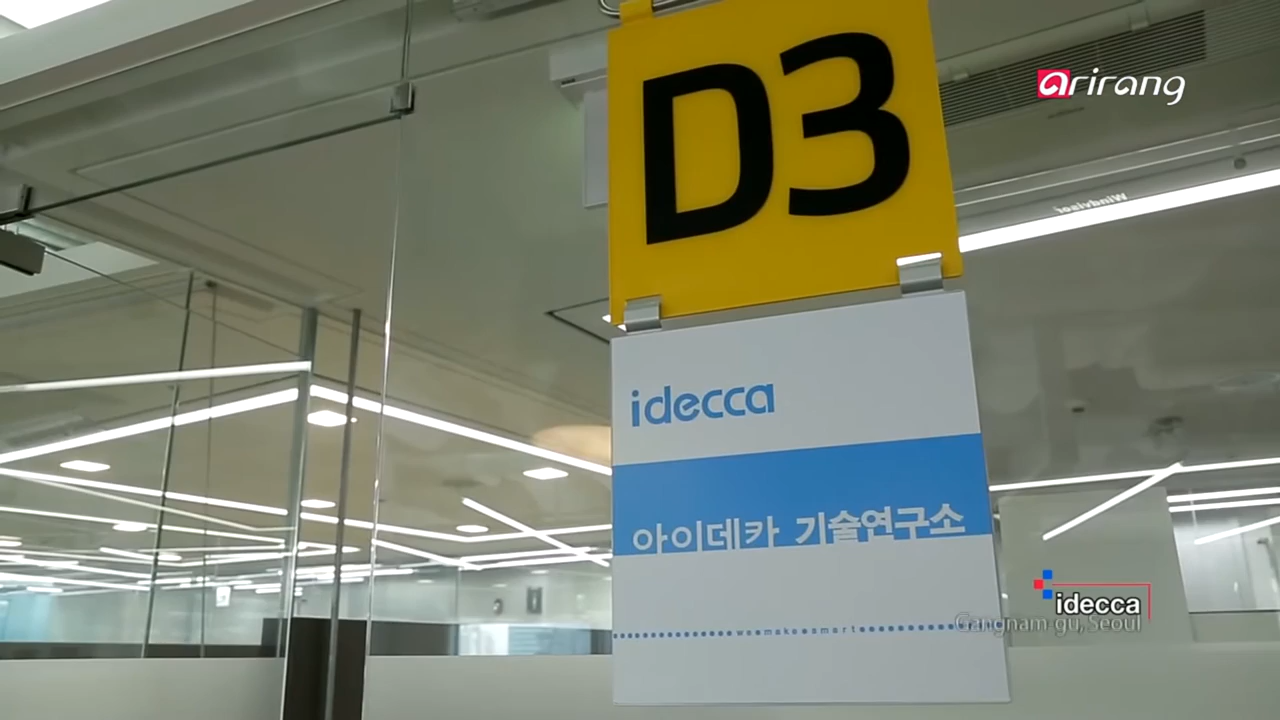 D3
arirang
idecca
아이데카 기술연구소
we make smart
idecca
Gangnam gu, Seoul